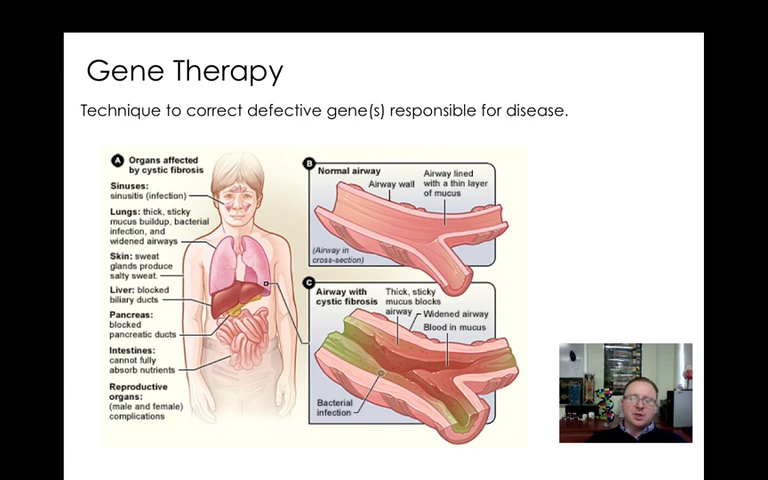 Gene Therapy
Technique to correct defective gene(s) responsible for disease.
A Organs affected
by cystic fibrosis
Sinuses:
sinusitis (infection)
Lungs: thick, sticky
mucus buildup, bacterial
infection, and
widened airways
Skin: sweat
glands produce
salty sweat.
Liver: blocked
biliary ducts
Pancreas:
blocked
pancreatic ducts
Intestines:
cannot fully
absorb nutrients
Reproductive
organs:
(male and female)
complications
B
Normal airway
Airway wall
Airway lined
with a thin layer
of mucus
(Airway in
cross-section)
C
Airway with
cystic fibrosis
Thick, sticky
mucus blocks
airway
Widened airway
Blood in mucus
Bacterial
infection